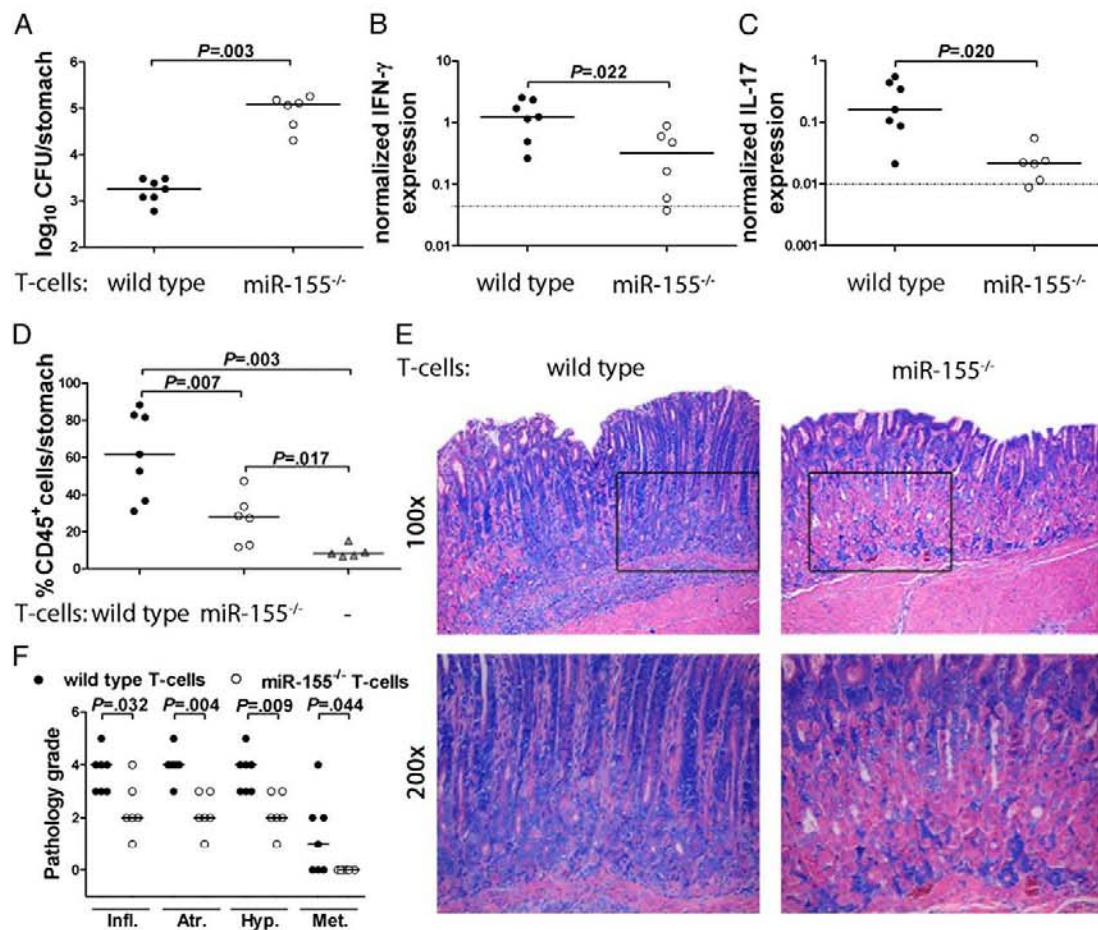 A
P=.003
log10 CFU/stomach
6
5
4
3
2
T-cells: wild type miR-155-/-
B
P=.022
normalized IFN-γ
expression
10
1
0.1
0.01
wild type miR-155-/-
C
P=.020
normalized IL-17
expression
1
0.1
0.01
0.001
wild type miR-155-/-
D
P=.003
P=.007
P=.017
% CD45+ cells/stomach
100
80
60
40
20
0
T-cells: wild type miR-155-/- -
E
T-cells: wild type miR-155-/-
100x
200x
F
wild type T-cells miR-155-/- T-cells
P=.032 P=.004 P=.009 P=.044
Pathology grade
6
4
2
0
Infl. Atr. Hyp. Met.